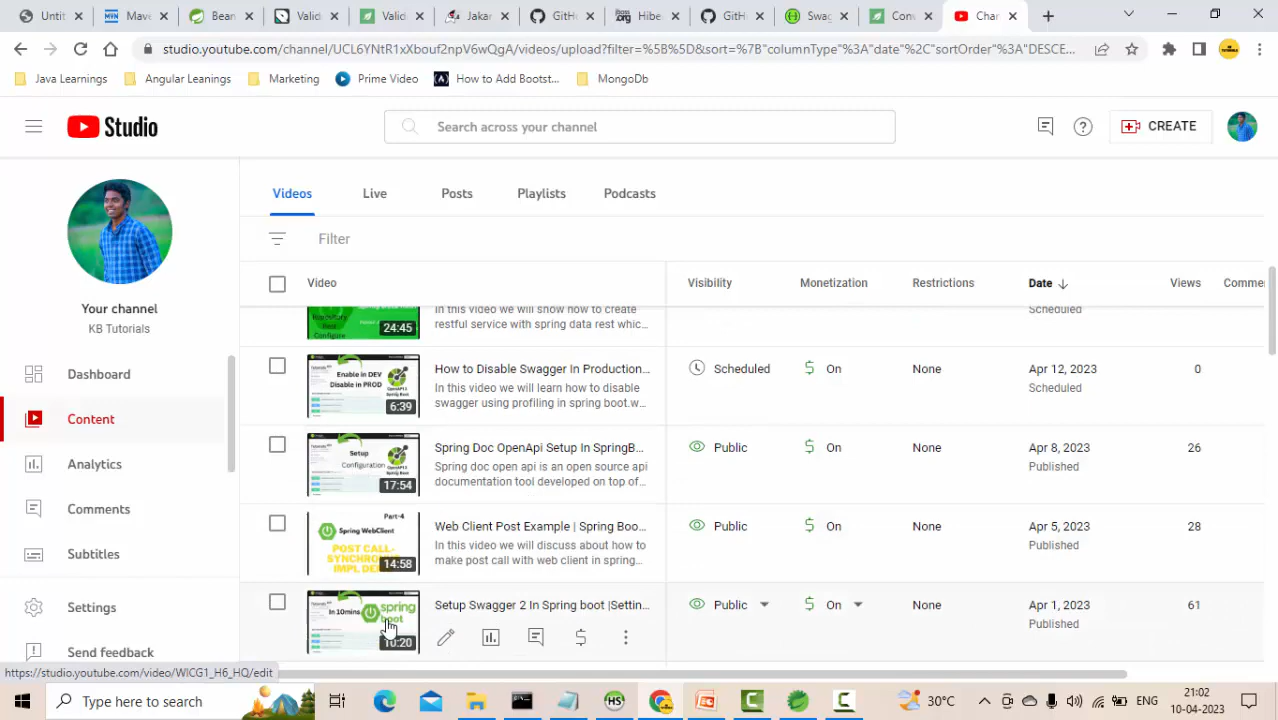 Untit
Mave
Bean
Valid
Valid
Jakar
GitH
Hibe
GitHu
Swag
Conv
Chan
studio.youtube.com/channel/UCL6YNtR1xXbouf2npV6wQgA/videos/upload?filter=%5B%5D&sort=%7B"columnType"%3A"date"%2C"sortOrder"%3A"DESCE...
Java Learnings
Angular Leanings
Marketing
Prime Video
How to Add Bootst...
MongoDb
Studio
Search across your channel
CREATE
Your channel
KB Tutorials
Dashboard
Content
Analytics
Comments
Subtitles
Settings
Send feedback
Videos Live Posts Playlists Podcasts
Filter
Video Visibility Monetization Restrictions Date Views Comme
Repository
Rest
Configure
24:45
In this video we will show how to create
restful service with spring data rest whic...
Scheduled
Enable in DEV
Disable in PROD
6:39
How to Disable Swagger In Production...
In this video we will learn how to disable
swagger using profiling in spring boot.w...
Scheduled On None Apr 12, 2023 0
Scheduled
Setup
Configuration
17:54
Spring Doc OpenApi Setup In SpringB...
Spring doc open api is an open source api
documentation tool developed on top of...
Public On None Apr 8, 2023 26
Published
Part-4
Spring WebClient
POST CALL-
SYNCHRONOUS
IMPL DEMO
14:58
Web Client Post Example | Spring Boo...
In this video we will discuss about how to
make post call with web client in spring...
Public On None Apr 5, 2023 28
Published
In 10mins
spring
boot
10:20
Setup Swagger 2 In Spring boot |Settin...
Public On None Apr 1, 2023 61
Published
https://studio.youtube.com/video/WICG1_H6_HQ/edit
Type here to search
30°C
ENG
21:02
10-04-2023